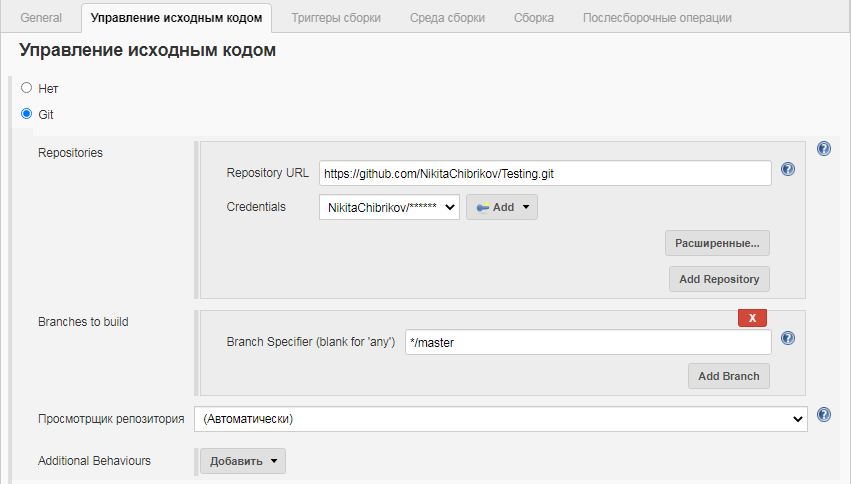 General Управление исходным кодом Триггеры сборки Среда сборки Сборка Послесборочные операции
Управление исходным кодом
Нет
Git
Repositories
Repository URL https://github.com/NikitaChibrikov/Testing.git
Credentials NikitaChibrikov/****** Add
Расширенные...
Add Repository
Branches to build
X
Branch Specifier (blank for 'any') */master
Add Branch
Просмотрщик репозитория (Автоматически)
Additional Behaviours Добавить